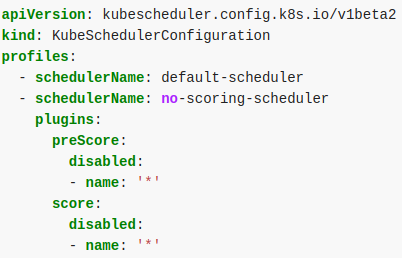 apiVersion: kubescheduler.config.k8s.io/v1beta2
kind: KubeSchedulerConfiguration
profiles:
  - schedulerName: default-scheduler
  - schedulerName: no-scoring-scheduler
    plugins:
      preScore:
        disabled:
        - name: '*'
      score:
        disabled:
        - name: '*'